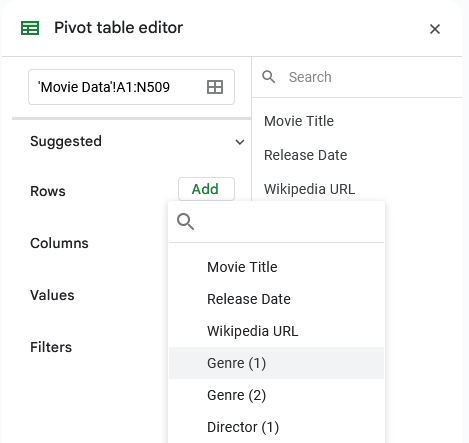 Pivot table editor
'Movie Data'!A1:N509
Search
Suggested
Movie Title
Release Date
Wikipedia URL
Rows
Add
Columns
Values
Filters
Movie Title
Release Date
Wikipedia URL
Genre (1)
Genre (2)
Director (1)